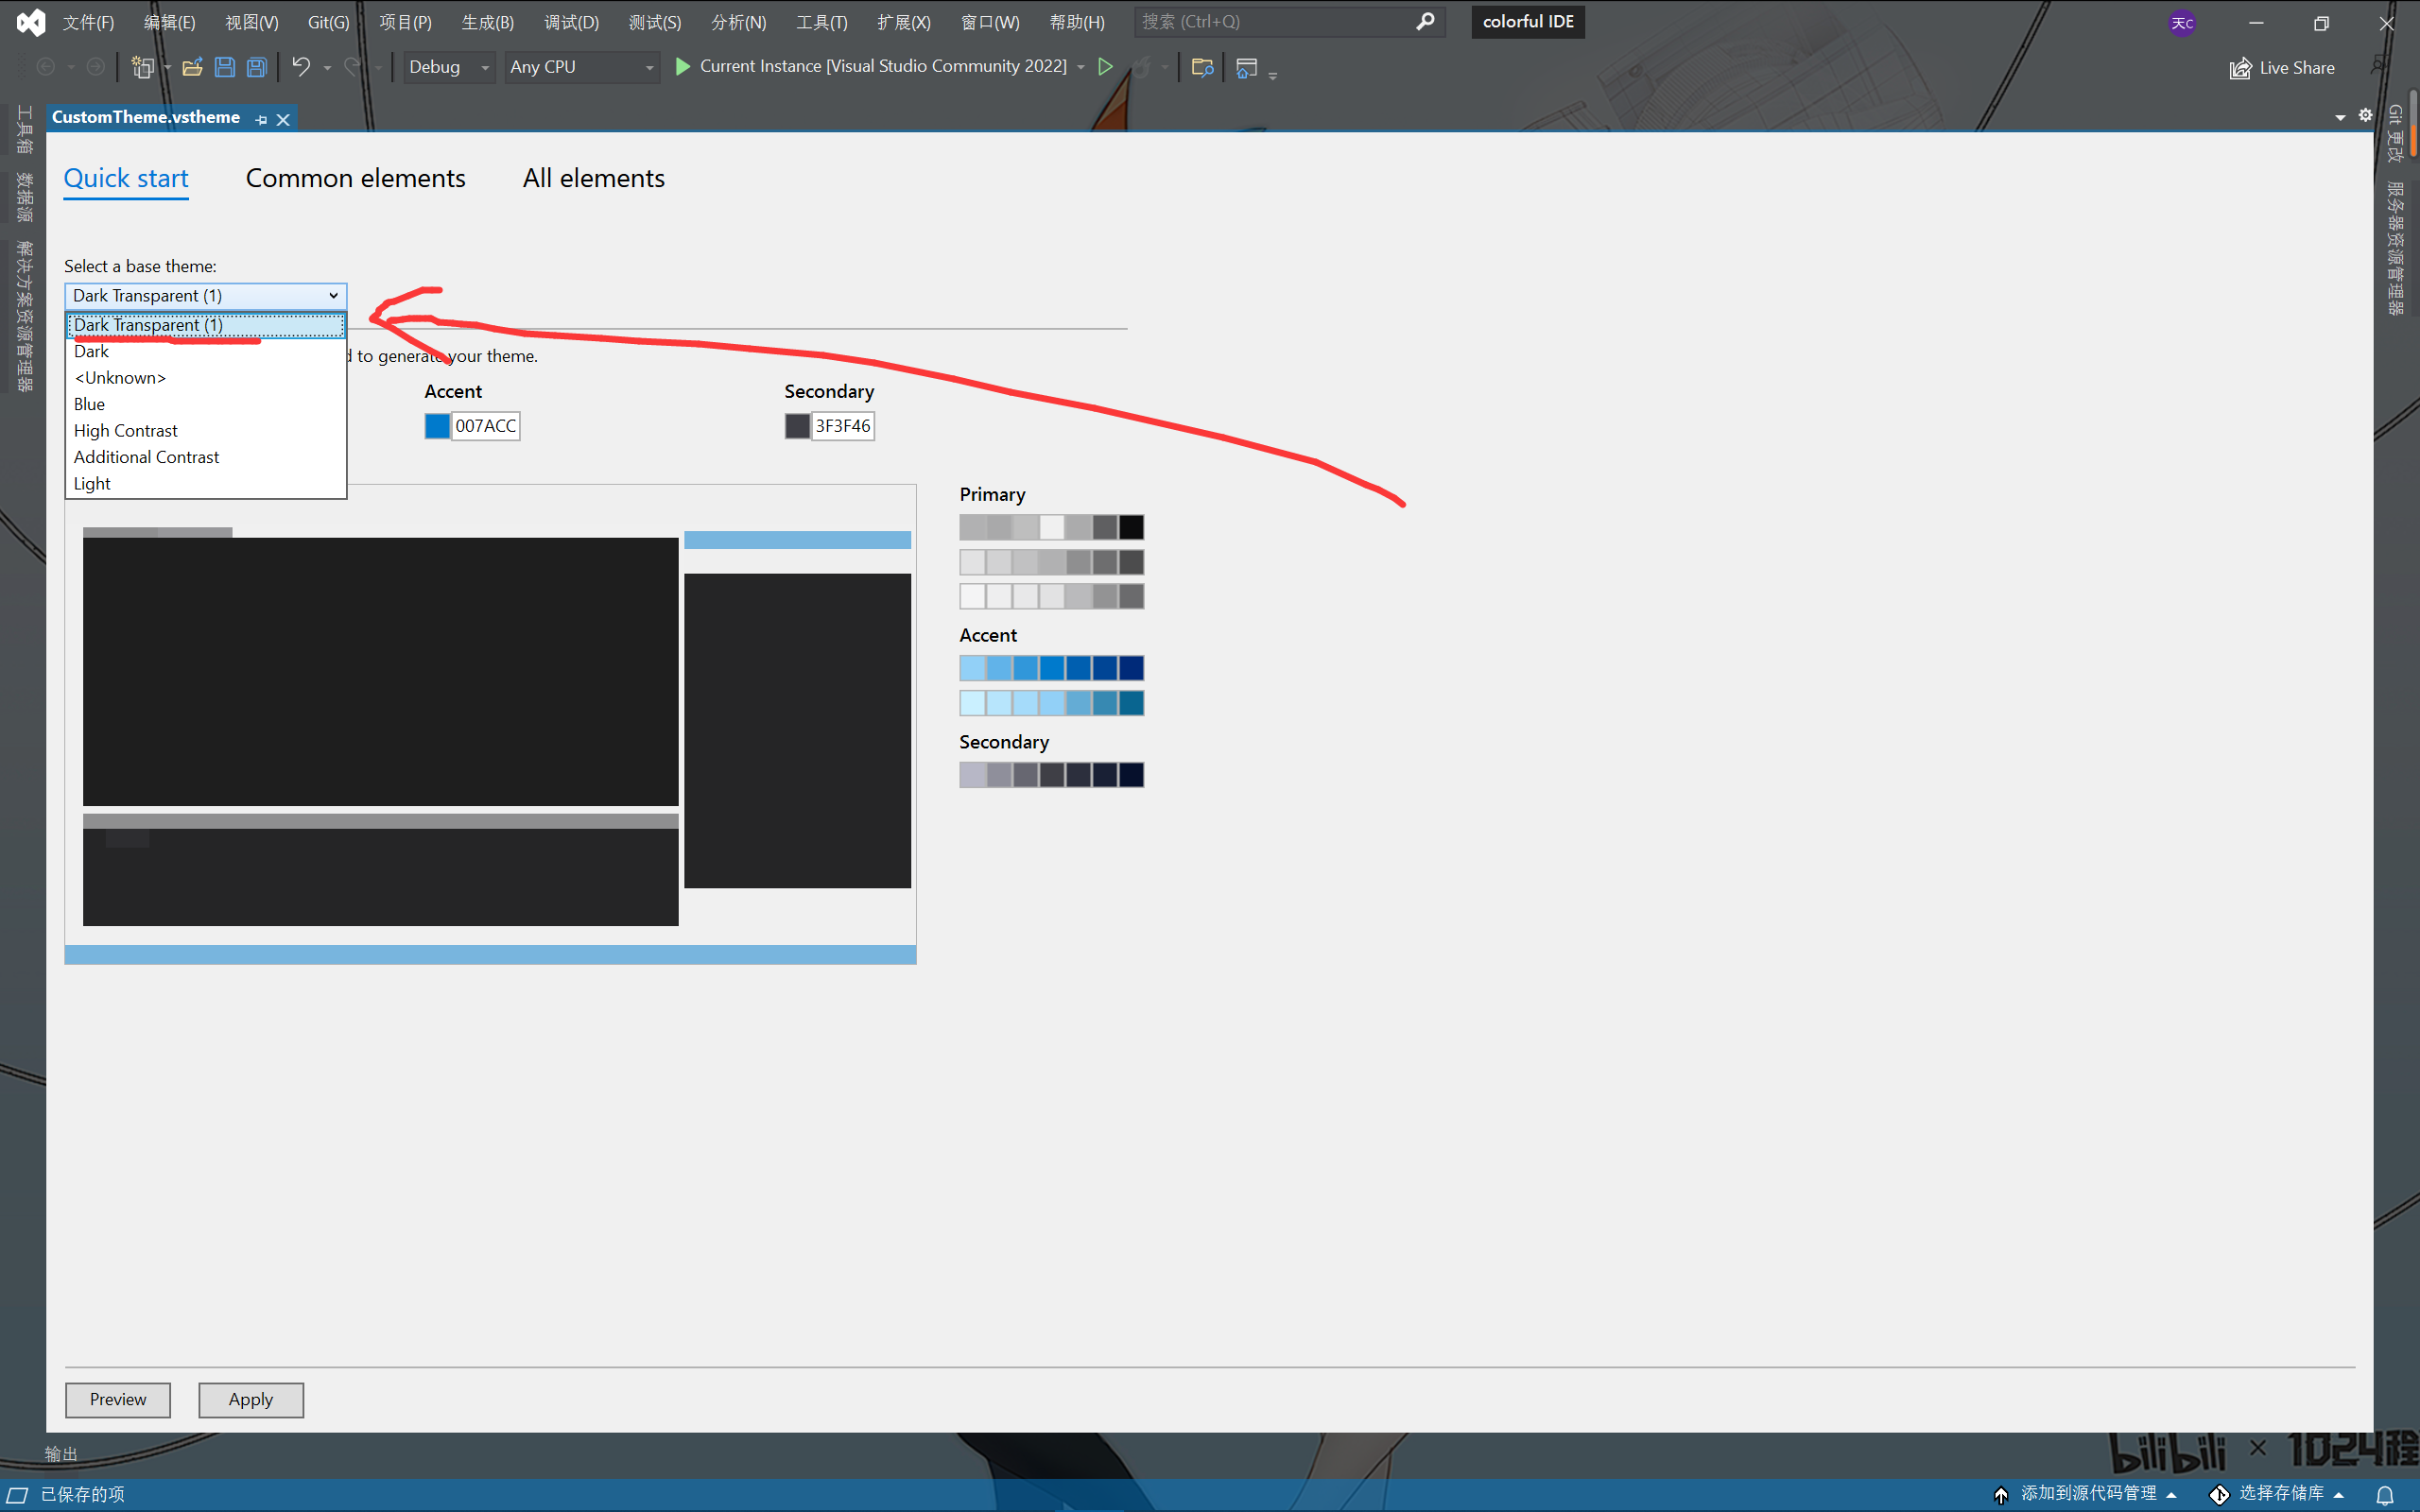 文件(F) 编辑(E) 视图(V) Git(G) 项目(P) 生成(B) 调试(D) 测试(S) 分析(N) 工具(T) 扩展(X) 窗口(W) 帮助(H) 搜索 (Ctrl+Q) colorful IDE 天C
Debug Any CPU Current Instance [Visual Studio Community 2022] Live Share
工具箱
数据源
解决方案资源管理器
CustomTheme.vstheme
Git 更改
服务器资源管理器
Quick start Common elements All elements
Select a base theme:
Dark Transparent (1)
Dark Transparent (1)
Dark
<Unknown>
Blue
High Contrast
Additional Contrast
Light
d to generate your theme.
Accent Secondary
007ACC 3F3F46
Primary
Accent
Secondary
Preview Apply
输出
bilibili × 1024程
已保存的项 添加到源代码管理 选择存储库